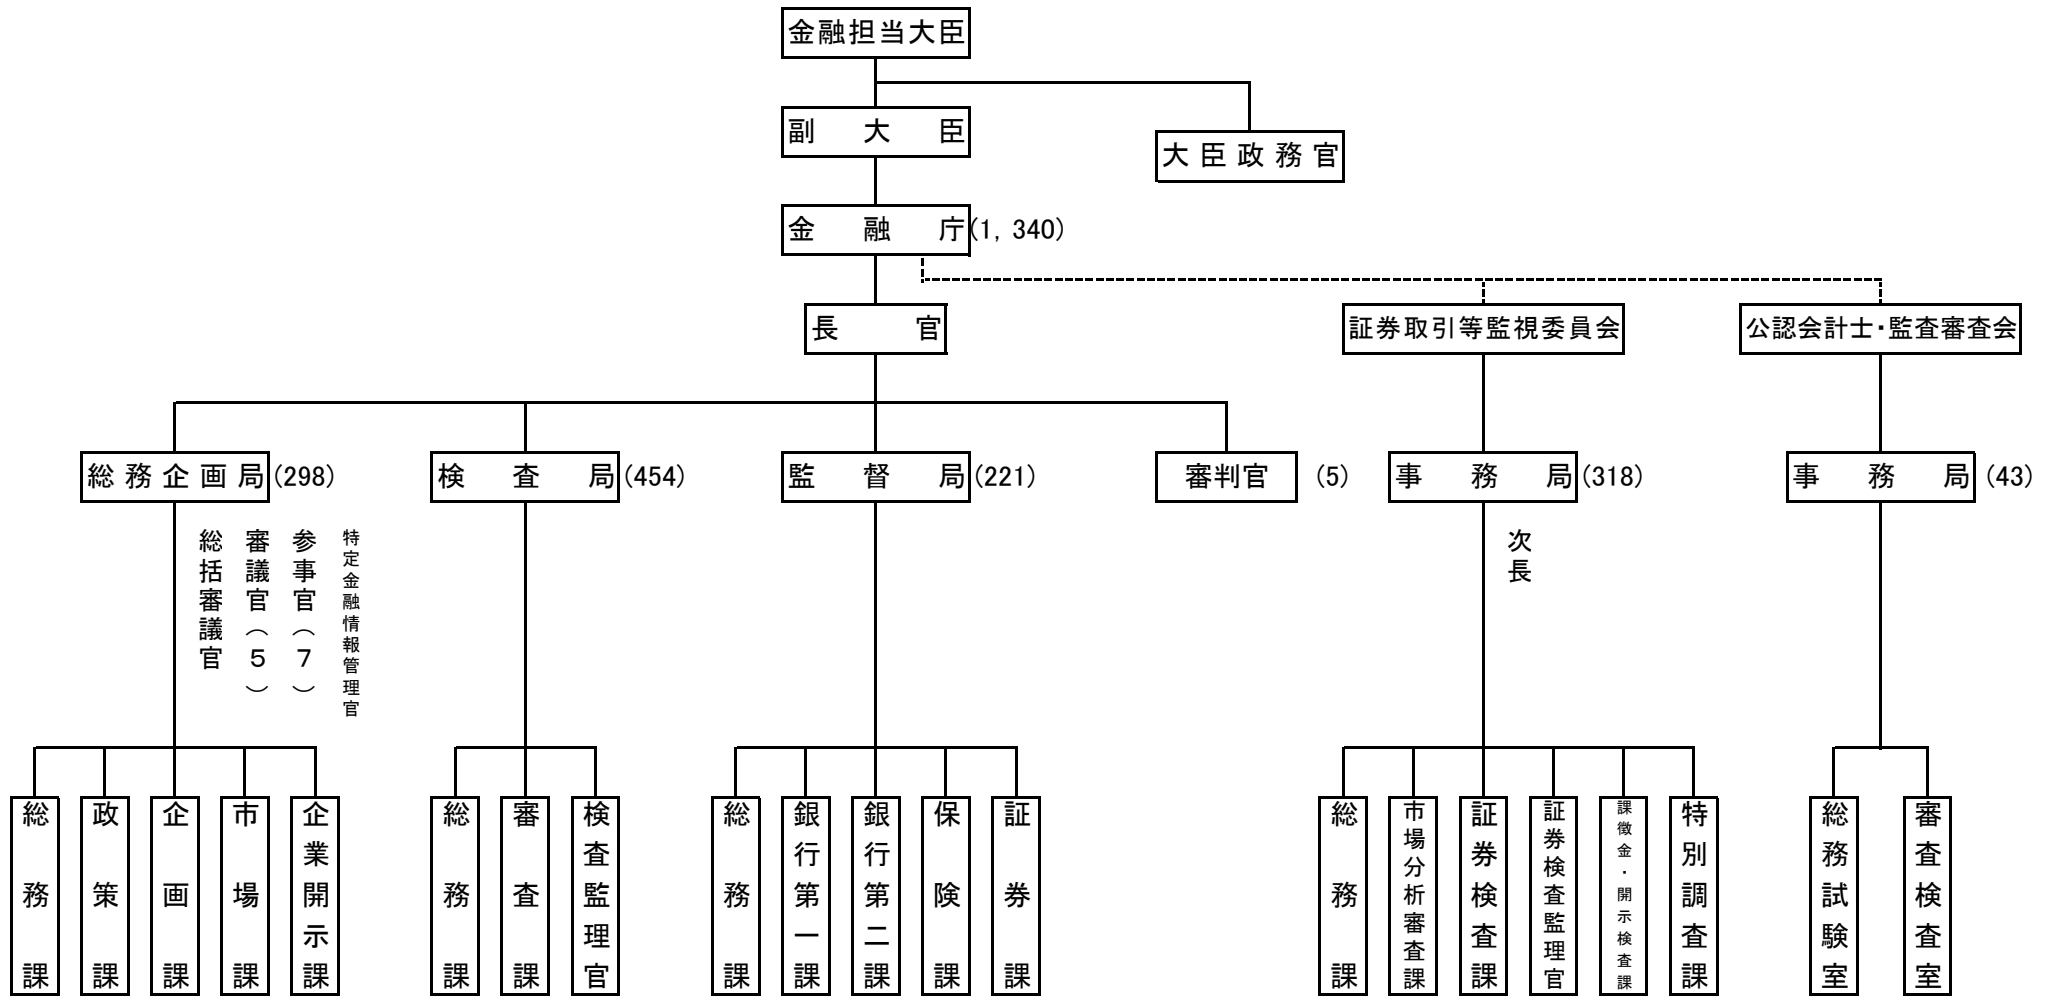 金融担当大臣
副大臣
大臣政務官
金融庁(1, 340)
長官
証券取引等監視委員会
公認会計士・監査審査会
総務企画局(298)
検査局(454)
監督局(221)
審判官 (5)
事務局(318)
事務局 (43)
総括審議官
審議官(5)
参事官(7)
特定金融情報管理官
次長
総務課
政策課
企画課
市場課
企業開示課
総務課
審査課
検査監理官
総務課
銀行第一課
銀行第二課
保険課
証券課
総務課
市場分析審査課
証券検査課
証券検査監理官
課徴金・開示検査課
特別調査課
総務試験室
審査検査室